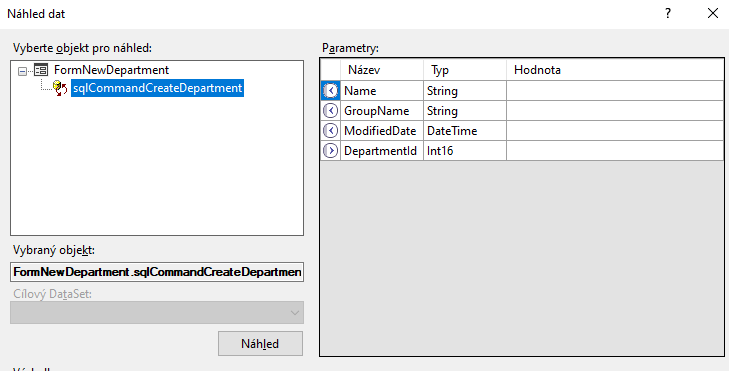 Náhled dat
Vyberte objekt pro náhled:
FormNewDepartment
sqlCommandCreateDepartment
Vybraný objekt:
FormNewDepartment.sqlCommandCreateDepartmen
Cílový DataSet:
Náhled
Parametry:
Název Typ Hodnota
Name String
GroupName String
ModifiedDate DateTime
DepartmentId Int16